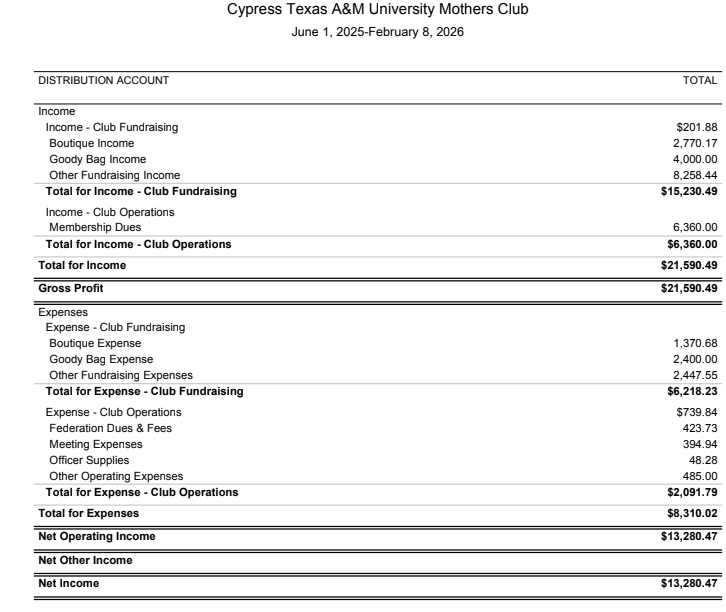 Cypress Texas A&M University Mothers Club
June 1, 2025-February 8, 2026
DISTRIBUTION ACCOUNT TOTAL
Income
Income - Club Fundraising $201.88
Boutique Income 2,770.17
Goody Bag Income 4,000.00
Other Fundraising Income 8,258.44
Total for Income - Club Fundraising $15,230.49
Income - Club Operations
Membership Dues 6,360.00
Total for Income - Club Operations $6,360.00
Total for Income $21,590.49
Gross Profit $21,590.49
Expenses
Expense - Club Fundraising
Boutique Expense 1,370.68
Goody Bag Expense 2,400.00
Other Fundraising Expenses 2,447.55
Total for Expense - Club Fundraising $6,218.23
Expense - Club Operations $739.84
Federation Dues & Fees 423.73
Meeting Expenses 394.94
Officer Supplies 48.28
Other Operating Expenses 485.00
Total for Expense - Club Operations $2,091.79
Total for Expenses $8,310.02
Net Operating Income $13,280.47
Net Other Income
Net Income $13,280.47